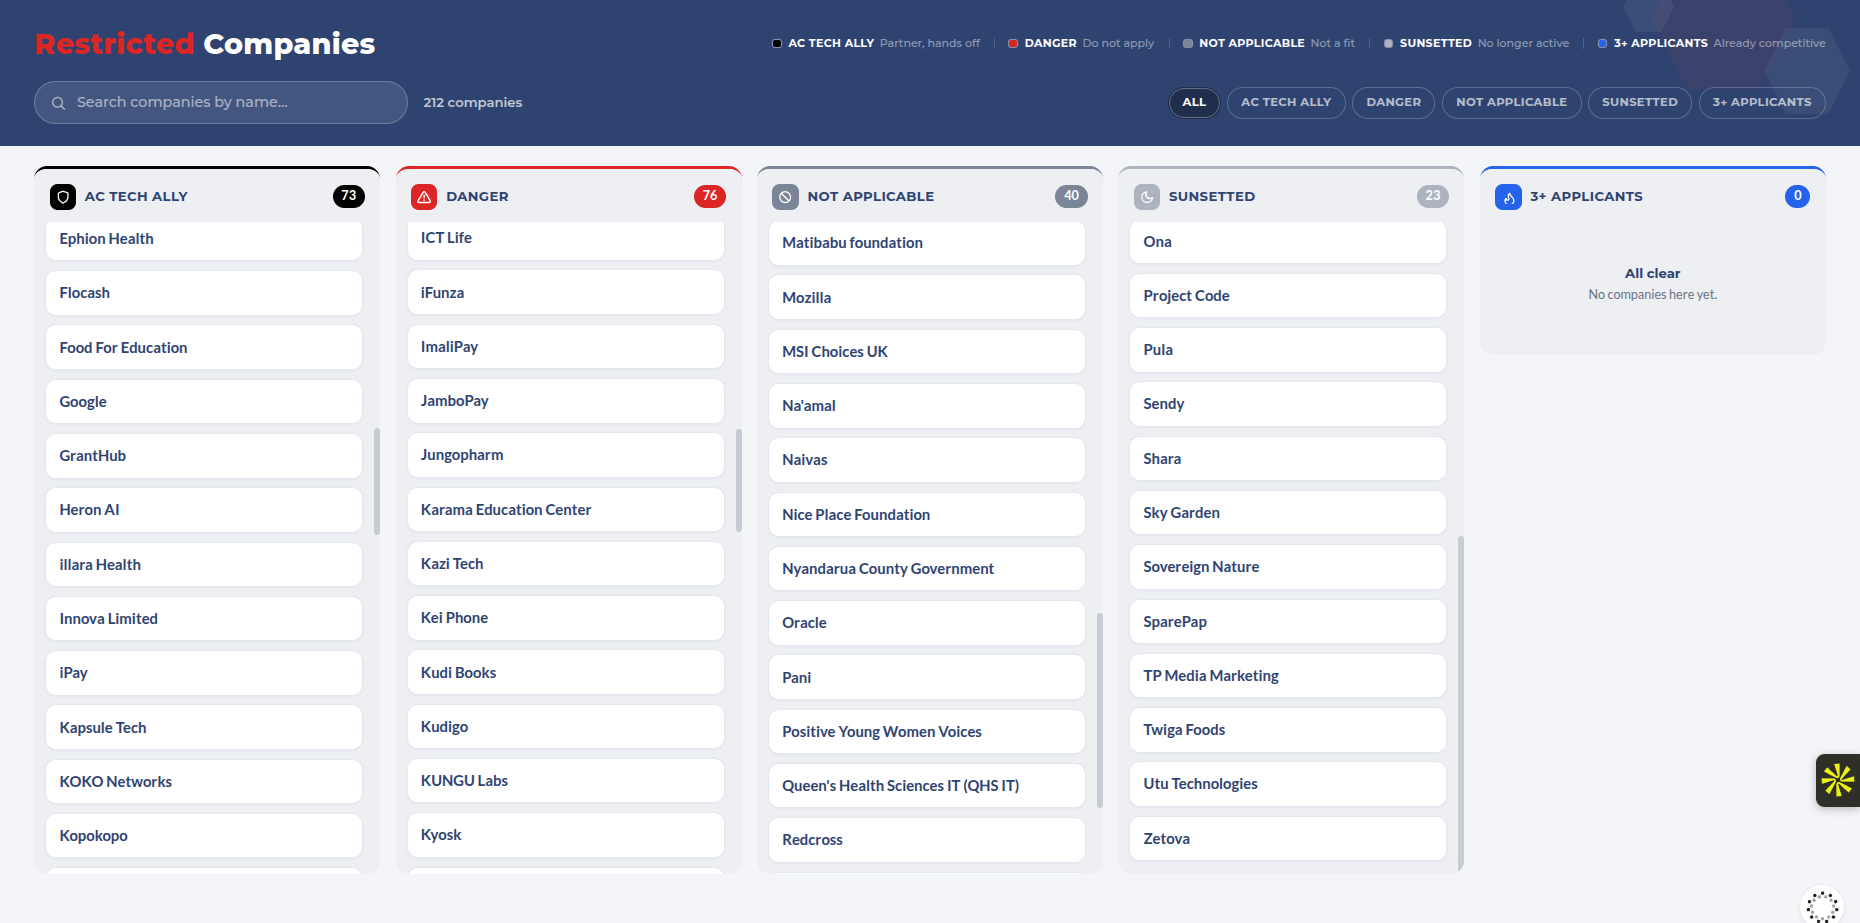 Restricted Companies
AC TECH ALLY Partner, hands off
DANGER Do not apply
NOT APPLICABLE Not a fit
SUNSETTED No longer active
3+ APPLICANTS Already competitive
Search companies by name...
212 companies
ALL
AC TECH ALLY
DANGER
NOT APPLICABLE
SUNSETTED
3+ APPLICANTS
AC TECH ALLY 73
Ephion Health
Flocash
Food For Education
Google
GrantHub
Heron AI
illara Health
Innova Limited
iPay
Kapsule Tech
KOKO Networks
Kopokopo
DANGER 76
ICT Life
iFunza
ImaliPay
JamboPay
Jungopharm
Karama Education Center
Kazi Tech
Kei Phone
Kudi Books
Kudigo
KUNGU Labs
Kyosk
NOT APPLICABLE 40
Matibabu foundation
Mozilla
MSI Choices UK
Na'amal
Naivas
Nice Place Foundation
Nyandarua County Government
Oracle
Pani
Positive Young Women Voices
Queen's Health Sciences IT (QHS IT)
Redcross
SUNSETTED 23
Ona
Project Code
Pula
Sendy
Shara
Sky Garden
Sovereign Nature
SparePap
TP Media Marketing
Twiga Foods
Utu Technologies
Zetova
3+ APPLICANTS 0
All clear
No companies here yet.